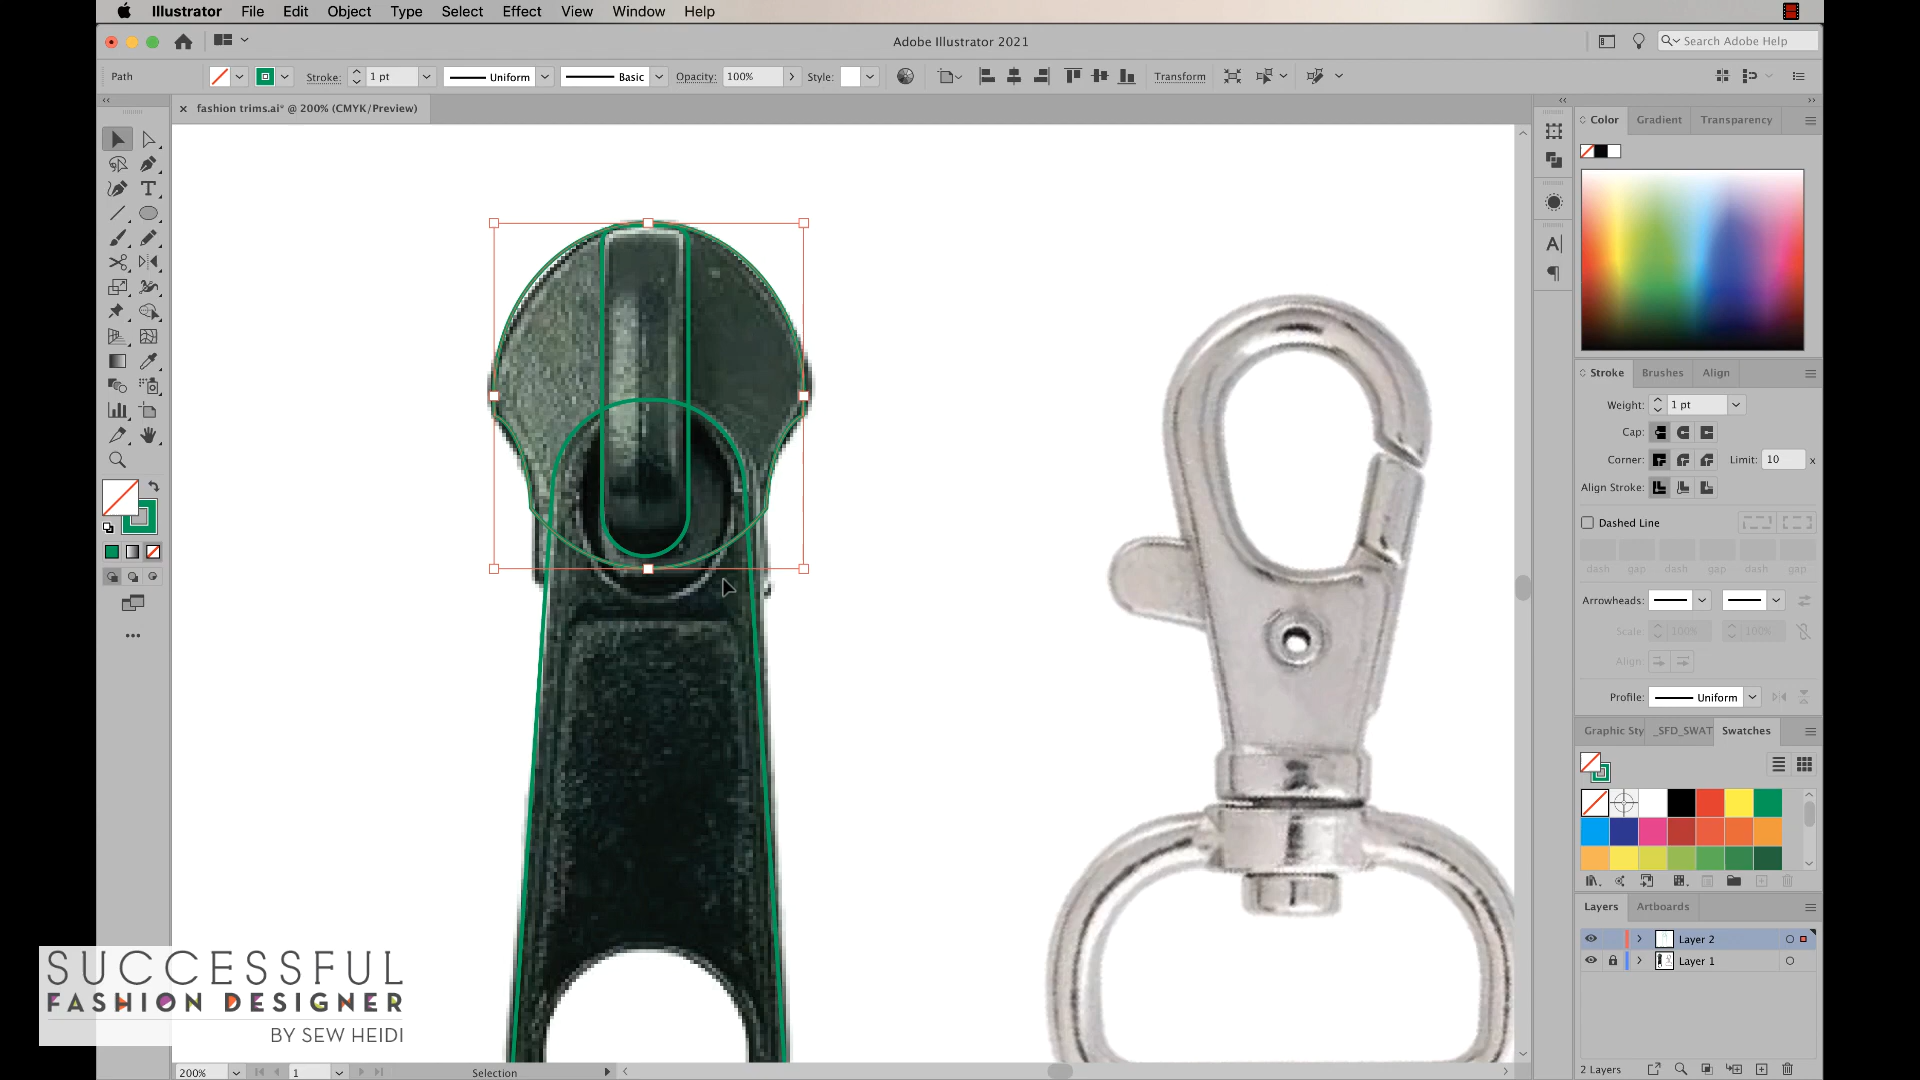 Illustrator File Edit Object Type Select Effect View Window Help
Adobe Illustrator 2021
Search Adobe Help
Path Stroke: 1 pt Uniform Basic Opacity: 100% Style: Transform
fashion trims.ai* @ 200% (CMYK/Preview)
Color Gradient Transparency
Stroke Brushes Align
Weight: 1 pt
Cap:
Corner: Limit: 10 x
Align Stroke:
Dashed Line
dash gap dash gap dash gap
Arrowheads:
Scale: 100% 100%
Align:
Profile: Uniform
Graphic Sty _SFD_SWAT Swatches
Layers Artboards
Layer 2
Layer 1
2 Layers
200% 1 Selection
SUCCESSFUL
FASHION DESIGNER
BY SEW HEIDI